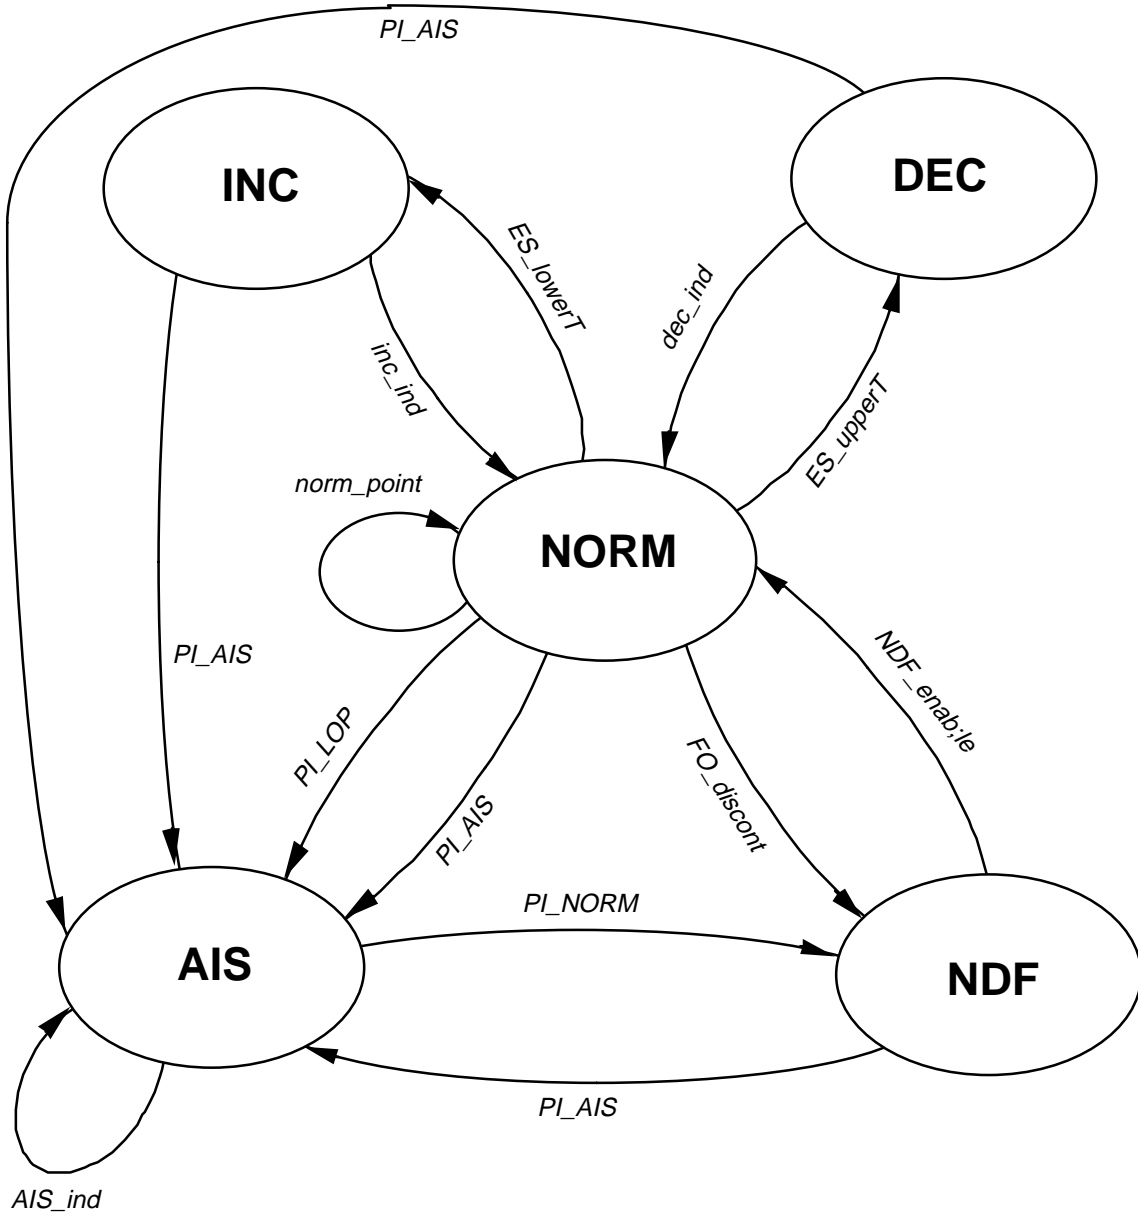 PI_AIS
INC
DEC
ES_lowerT
dec_ind
inc_ind
ES_upperT
norm_point
NORM
PI_AIS
NDF_enab;le
PI_LOP
FO_discont
PI_AIS
PI_NORM
AIS
NDF
PI_AIS
AIS_ind